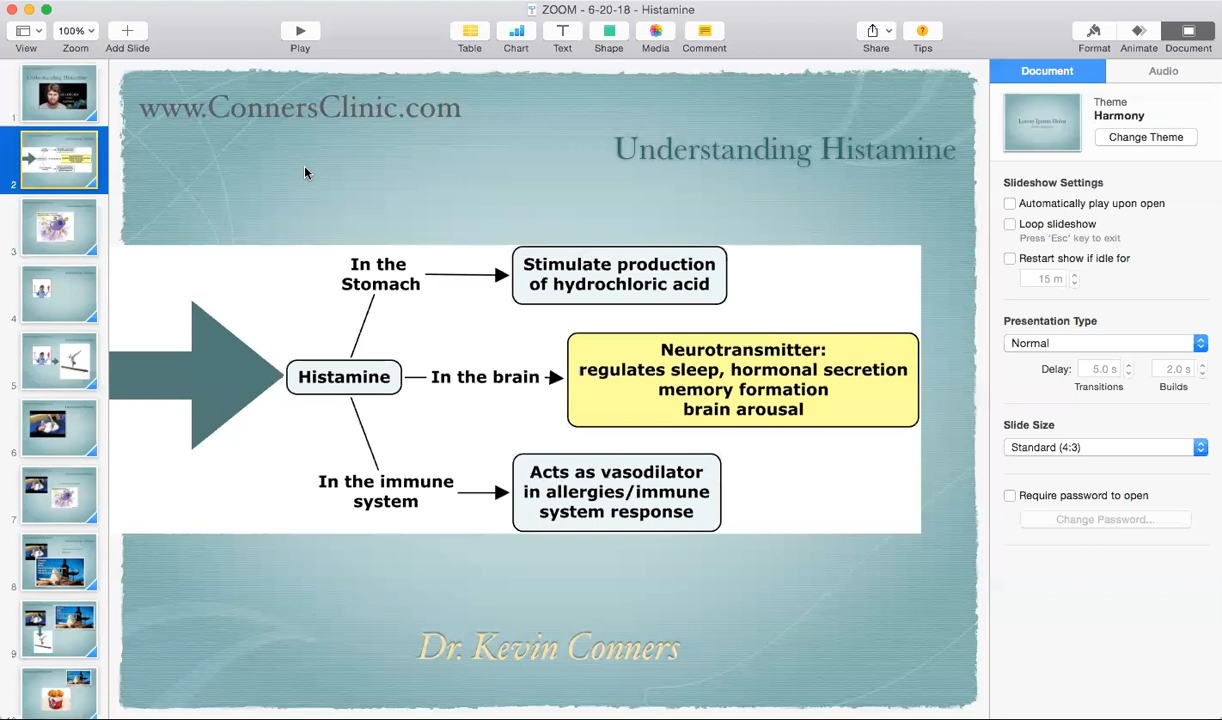 ZOOM - 6-20-18 - Histamine
100%
View
Zoom
Add Slide
Play
Table
Chart
Text
Shape
Media
Comment
Share
Tips
Format
Animate
Document
1
2
3
4
5
6
7
8
9
www.ConnersClinic.com
Understanding Histamine
In the
Stomach
Stimulate production
of hydrochloric acid
Histamine
In the brain
Neurotransmitter:
regulates sleep, hormonal secretion
memory formation
brain arousal
In the immune
system
Acts as vasodilator
in allergies/immune
system response
Dr. Kevin Conners
Document
Audio
Theme
Harmony
Change Theme
Slideshow Settings
Automatically play upon open
Loop slideshow
Press 'Esc' key to exit
Restart show if idle for
15 m
Presentation Type
Normal
Delay:
5.0 s
2.0 s
Transitions
Builds
Slide Size
Standard (4:3)
Require password to open
Change Password...